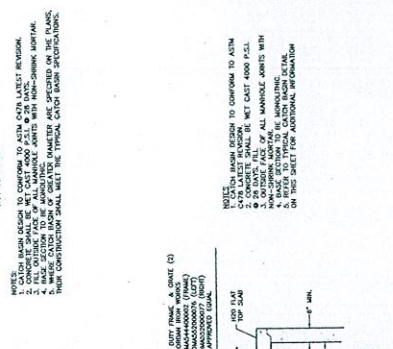 NOTES:
1. CATCH BASIN DESIGN TO CONFORM TO ASTM C478 LATEST REVISION.
2. CONCRETE SHALL BE WET CAST 4000 P.S.I. @ 28 DAYS.
3. FILL OUTSIDE FACE OF ALL MANHOLE JOINTS WITH NON-SHRINK MORTAR.
4. BASE SECTION TO BE MONOLITHIC.
5. WHERE CATCH BASIN OF GREATER DIAMETER ARE SPECIFIED ON THE PLANS,
THEIR CONSTRUCTION SHALL MEET THE TYPICAL CATCH BASIN SPECIFICATIONS.
DUTY FRAME & GRATE (2)
IRON WORKS
(FRAME)
(LEFT)
(RIGHT)
APPROVED EQUAL
H20 FLAT
TOP SLAB
8" MIN.
NOTES
1. CATCH BASIN DESIGN TO CONFORM TO ASTM
C478 LATEST REVISION.
2. CONCRETE SHALL BE WET CAST 4000 P.S.I.
@ 28 DAYS. FILL
3. OUTSIDE FACE OF ALL MANHOLE JOINTS WITH
NON-SHRINK MORTAR.
4. BASE SECTION TO BE MONOLITHIC.
5. REFER TO TYPICAL CATCH BASIN DETAIL
ON THIS SHEET FOR ADDITIONAL INFORMATION